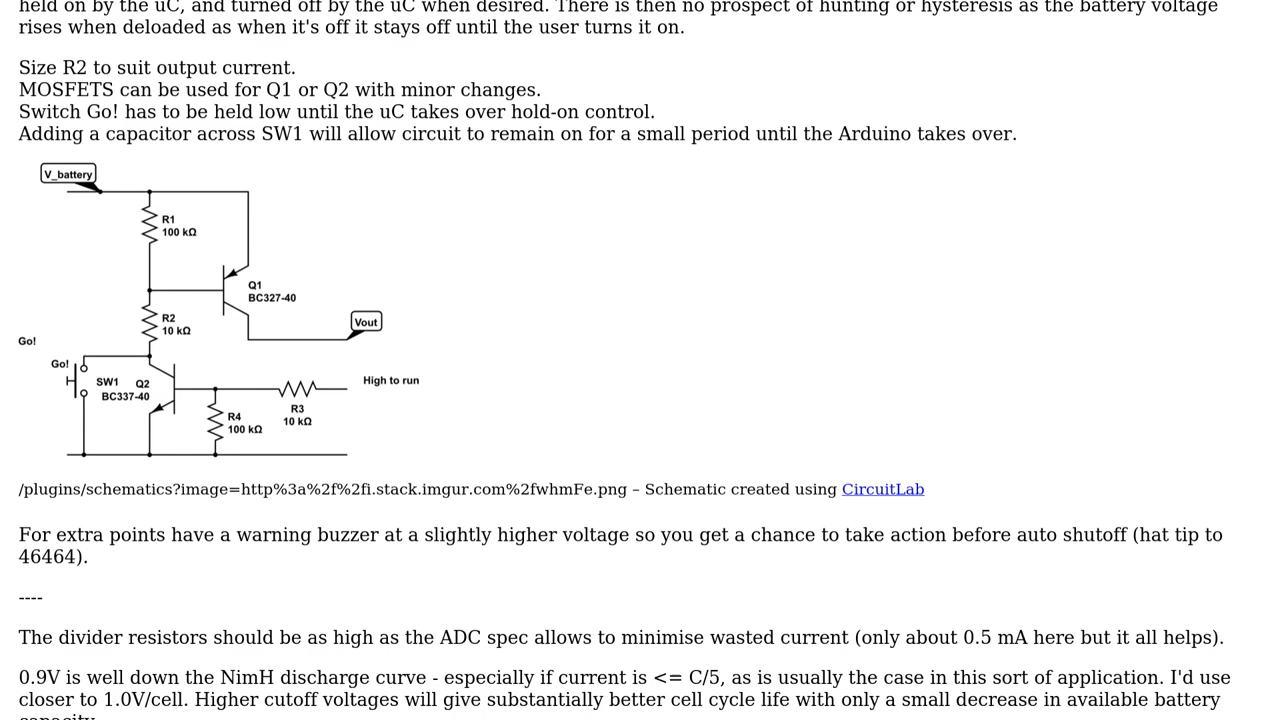 held on by the uC, and turned off by the uC when desired. There is then no prospect of hunting or hysteresis as the battery voltage
rises when deloaded as when it's off it stays off until the user turns it on.
Size R2 to suit output current.
MOSFETS can be used for Q1 or Q2 with minor changes.
Switch Go! has to be held low until the uC takes over hold-on control.
Adding a capacitor across SW1 will allow circuit to remain on for a small period until the Arduino takes over.
V_battery
R1
100 kΩ
Q1
BC327-40
R2
10 kΩ
Vout
Go!
Go!
SW1 Q2
BC337-40
High to run
R3
10 kΩ
R4
100 kΩ
/plugins/schematics?image=http%3a%2f%2fi.stack.imgur.com%2fwhmFe.png – Schematic created using CircuitLab
For extra points have a warning buzzer at a slightly higher voltage so you get a chance to take action before auto shutoff (hat tip to
46464).
----
The divider resistors should be as high as the ADC spec allows to minimise wasted current (only about 0.5 mA here but it all helps).
0.9V is well down the NimH discharge curve - especially if current is <= C/5, as is usually the case in this sort of application. I'd use
closer to 1.0V/cell. Higher cutoff voltages will give substantially better cell cycle life with only a small decrease in available battery
capacity.